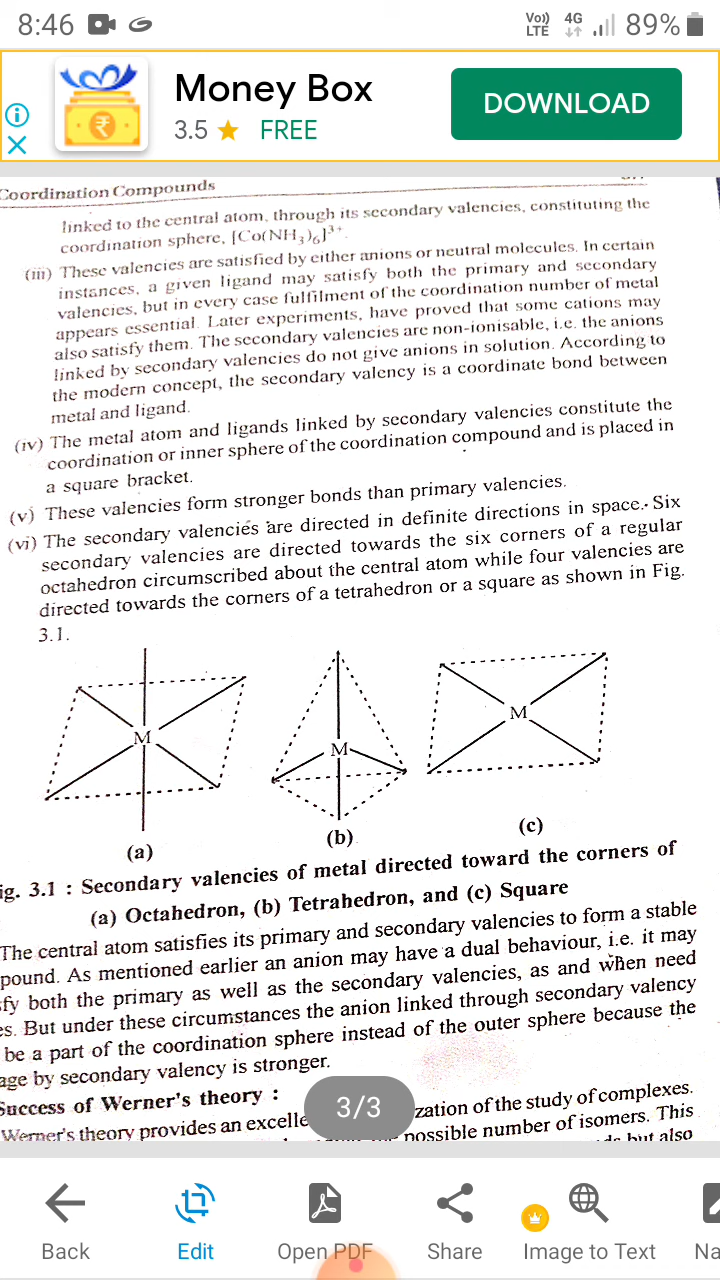 8:46
Vo)) LTE 4G 89%
Money Box
3.5 ★ FREE
DOWNLOAD
Coordination Compounds
linked to the central atom, through its secondary valencies, constituting the
coordination sphere, [Co(NH₃)₆]³⁺.
(iii) These valencies are satisfied by either anions or neutral molecules. In certain
instances, a given ligand may satisfy both the primary and secondary
valencies, but in every case fulfilment of the coordination number of metal
appears essential. Later experiments, have proved that some cations may
also satisfy them. The secondary valencies are non-ionisable, i.e. the anions
linked by secondary valencies do not give anions in solution. According to
the modern concept, the secondary valency is a coordinate bond between
metal and ligand.
(iv) The metal atom and ligands linked by secondary valencies constitute the
coordination or inner sphere of the coordination compound and is placed in
a square bracket.
(v) These valencies form stronger bonds than primary valencies.
(vi) The secondary valencies are directed in definite directions in space. Six
secondary valencies are directed towards the six corners of a regular
octahedron circumscribed about the central atom while four valencies are
directed towards the corners of a tetrahedron or a square as shown in Fig.
3.1.
M M M
(a) (b) (c)
ig. 3.1 : Secondary valencies of metal directed toward the corners of
(a) Octahedron, (b) Tetrahedron, and (c) Square
The central atom satisfies its primary and secondary valencies to form a stable
pound. As mentioned earlier an anion may have a dual behaviour, i.e. it may
sfy both the primary as well as the secondary valencies, as and when need
es. But under these circumstances the anion linked through secondary valency
be a part of the coordination sphere instead of the outer sphere because the
age by secondary valency is stronger.
Success of Werner's theory :
Werner's theory provides an excelle zation of the study of complexes.
possible number of isomers. This
but also
3/3
Back
Edit
Open PDF
Share
Image to Text
Na